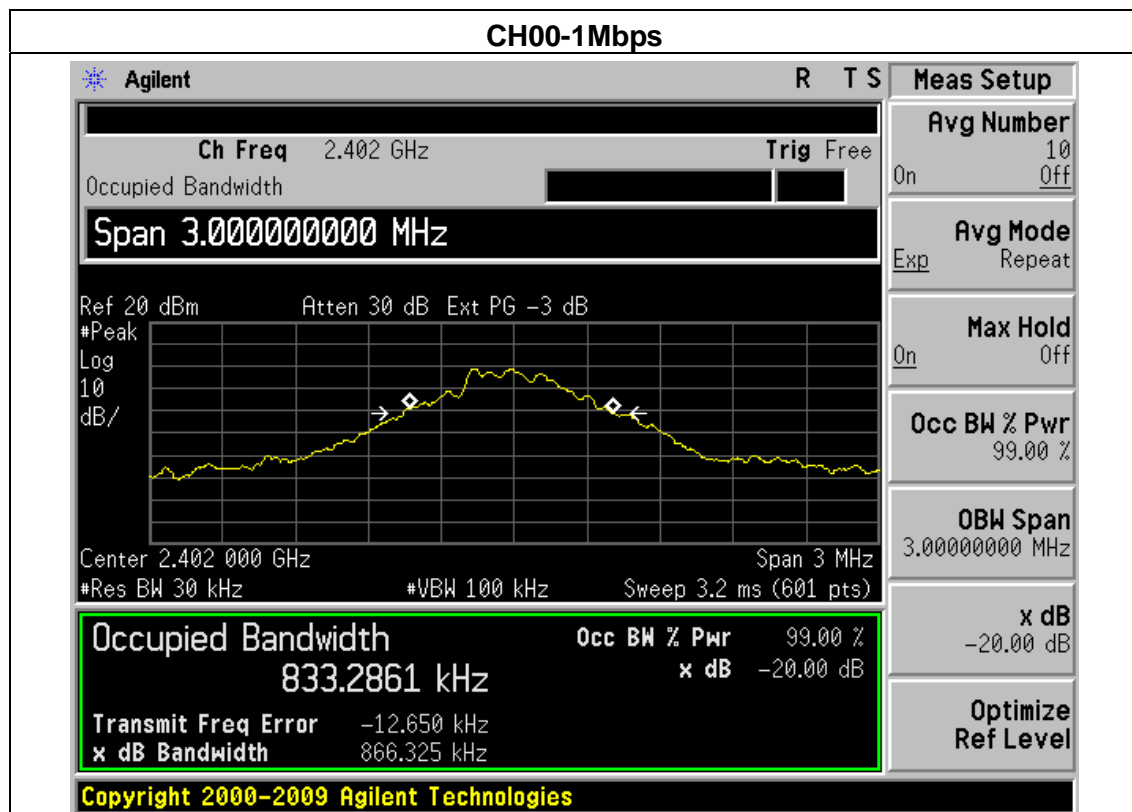 CH00-1Mbps
Agilent R T S Meas Setup
Ch Freq 2.402 GHz Trig Free
Occupied Bandwidth
Span 3.000000000 MHz
Ref 20 dBm Atten 30 dB Ext PG -3 dB
#Peak
Log
10
dB/
Center 2.402 000 GHz Span 3 MHz
#Res BW 30 kHz #VBW 100 kHz Sweep 3.2 ms (601 pts)
Occupied Bandwidth Occ BW % Pwr 99.00 %
833.2861 kHz x dB -20.00 dB
Transmit Freq Error -12.650 kHz
x dB Bandwidth 866.325 kHz
Copyright 2000-2009 Agilent Technologies
Avg Number
10
On Off
Avg Mode
Exp Repeat
Max Hold
On Off
Occ BW % Pwr
99.00 %
OBW Span
3.00000000 MHz
x dB
-20.00 dB
Optimize
Ref Level